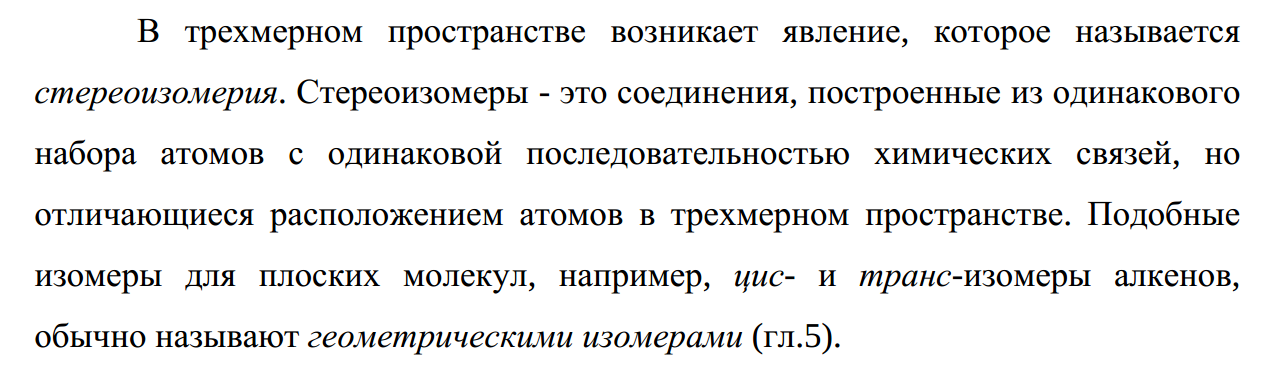 В трехмерном пространстве возникает явление, которое называется
стереоизомерия. Стереоизомеры - это соединения, построенные из одинакового
набора атомов с одинаковой последовательностью химических связей, но
отличающиеся расположением атомов в трехмерном пространстве. Подобные
изомеры для плоских молекул, например, цис- и транс-изомеры алкенов,
обычно называют геометрическими изомерами (гл.5).